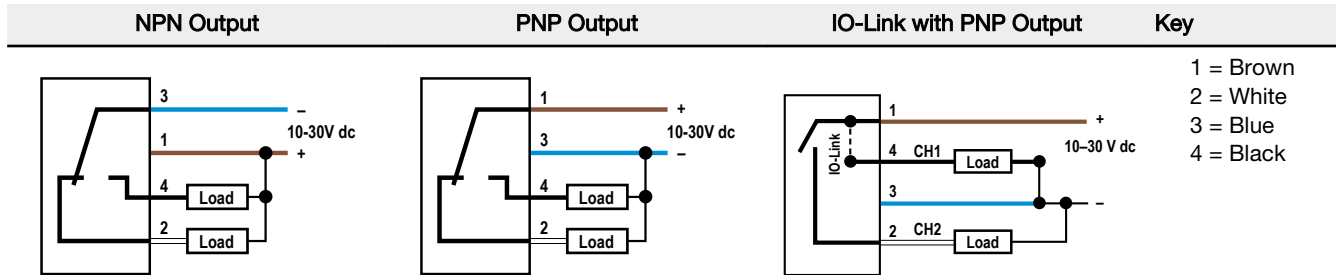 NPN Output
PNP Output
IO-Link with PNP Output
Key
3
–
10-30V dc
1
+
4
Load
2
Load
1
+
10-30V dc
3
–
4
Load
2
Load
1
+
IO-Link
4 CH1 Load
10–30 V dc
3
–
2 CH2 Load
1 = Brown
2 = White
3 = Blue
4 = Black